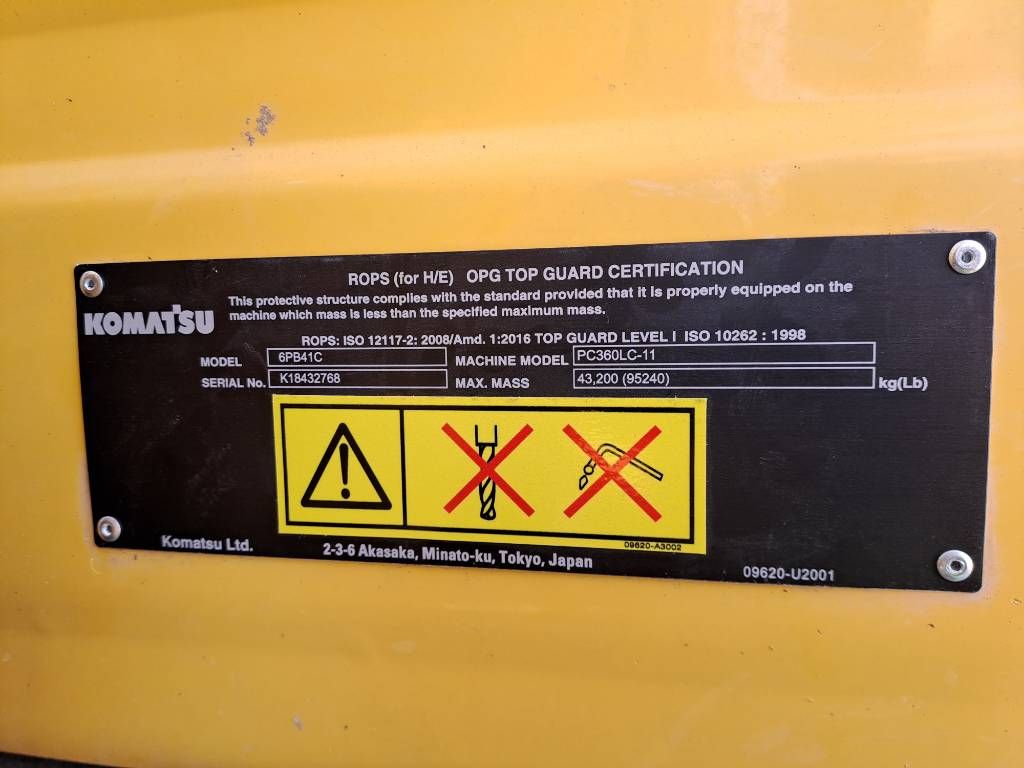 ROPS (for H/E) OPG TOP GUARD CERTIFICATION
KOMATSU
This protective structure complies with the standard provided that it is properly equipped on the
machine which mass is less than the specified maximum mass.
ROPS: ISO 12117-2: 2008/Amd. 1:2016 TOP GUARD LEVEL I ISO 10262 : 1998
MODEL 6PB41C MACHINE MODEL PC360LC-11
SERIAL No. K18432768 MAX. MASS 43,200 (95240) kg(Lb)
09620-A3002
Komatsu Ltd. 2-3-6 Akasaka, Minato-ku, Tokyo, Japan
09620-U2001